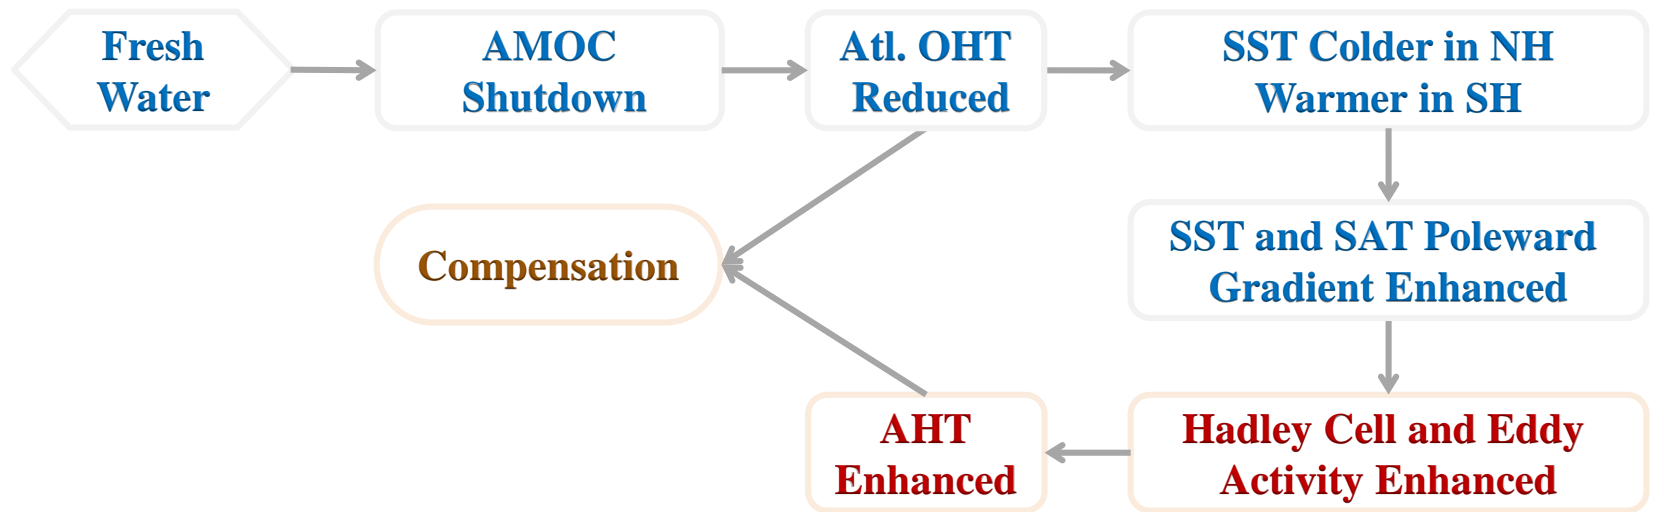 Fresh
Water
AMOC
Shutdown
Atl. OHT
Reduced
SST Colder in NH
Warmer in SH
SST and SAT Poleward
Gradient Enhanced
Compensation
AHT
Enhanced
Hadley Cell and Eddy
Activity Enhanced